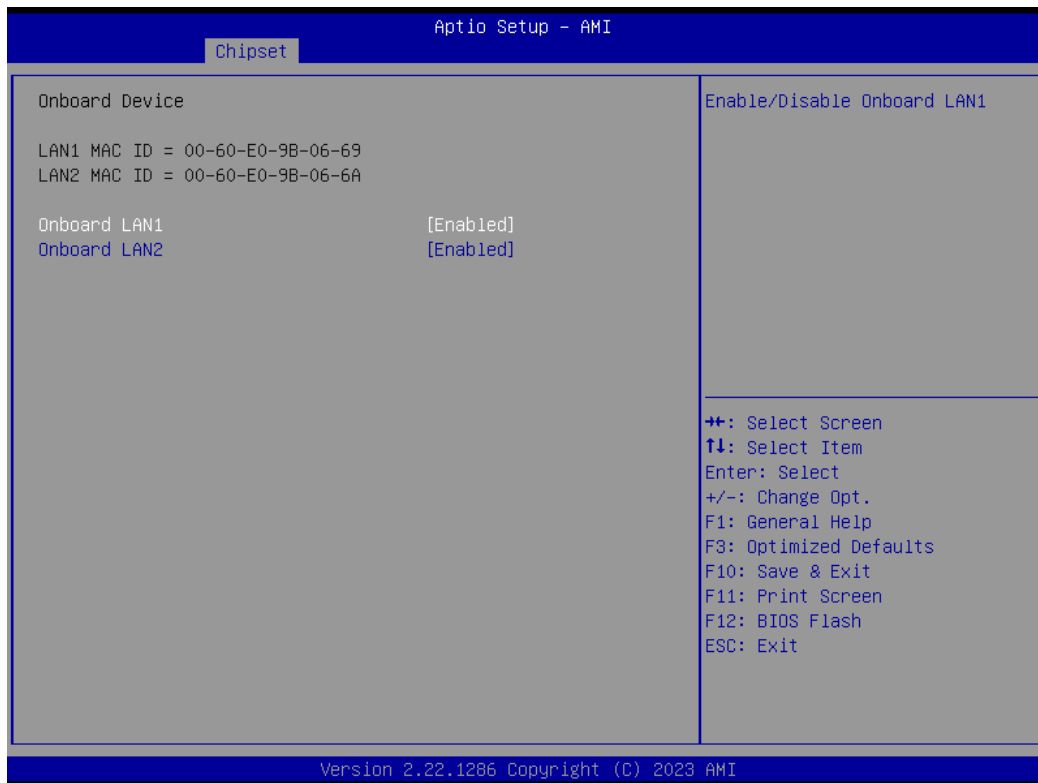 Aptio Setup - AMI
Chipset
Onboard Device
LAN1 MAC ID = 00-60-E0-9B-06-69
LAN2 MAC ID = 00-60-E0-9B-06-6A
Onboard LAN1 [Enabled]
Onboard LAN2 [Enabled]
Enable/Disable Onboard LAN1
→←: Select Screen
↑↓: Select Item
Enter: Select
+/-: Change Opt.
F1: General Help
F3: Optimized Defaults
F10: Save & Exit
F11: Print Screen
F12: BIOS Flash
ESC: Exit
Version 2.22.1286 Copyright (C) 2023 AMI